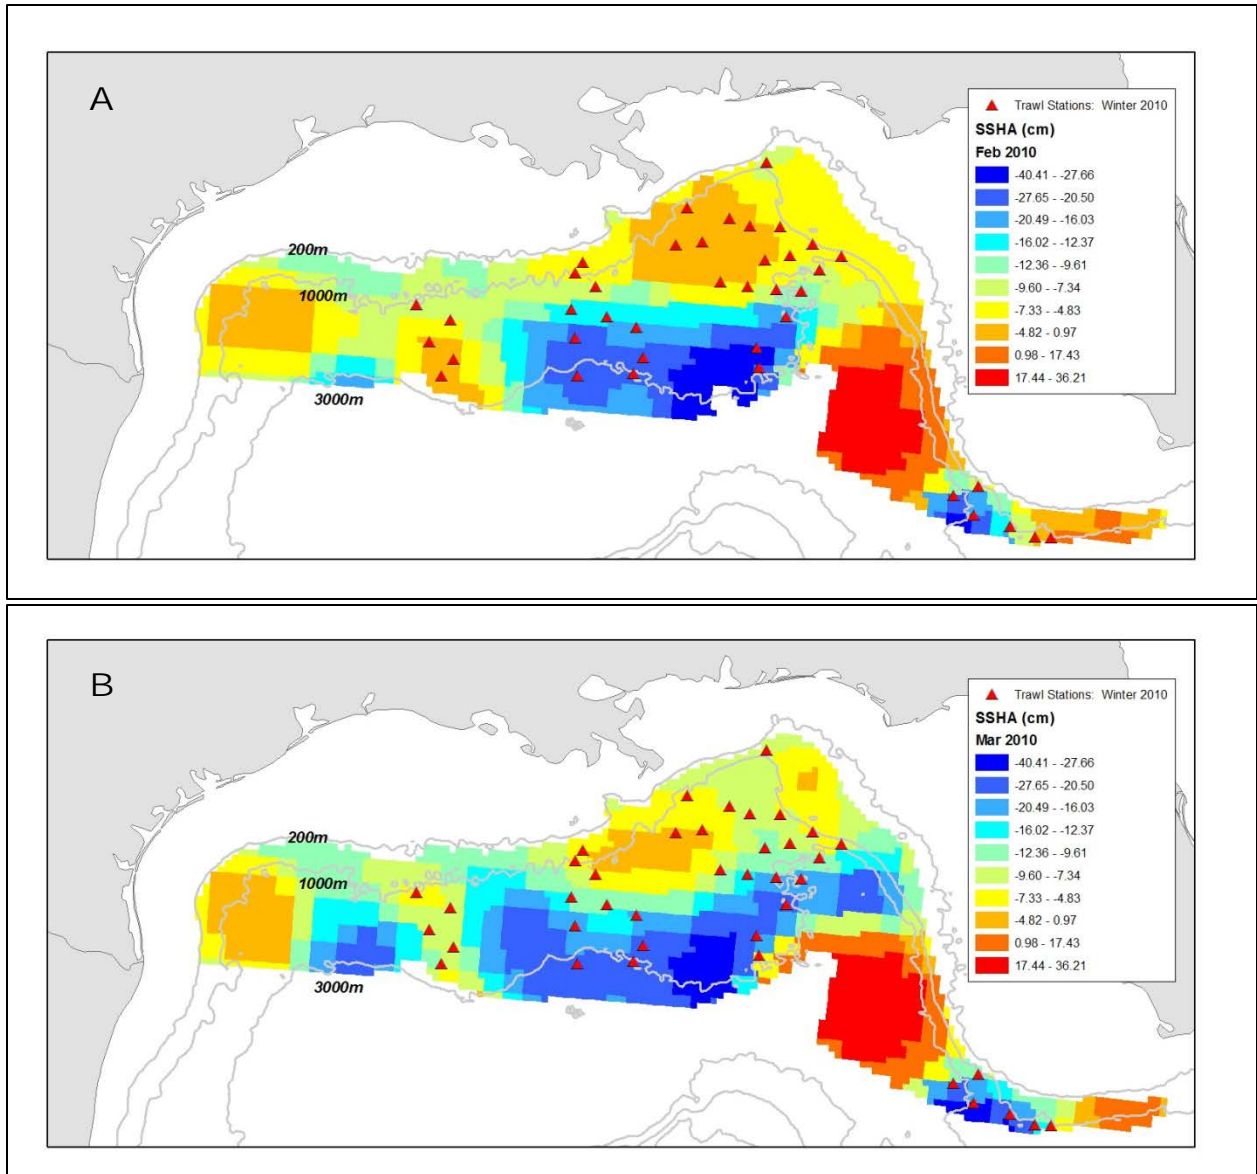 A
Trawl Stations: Winter 2010
SSHA (cm)
Feb 2010
-40.41 - -27.66
-27.65 - -20.50
-20.49 - -16.03
-16.02 - -12.37
-12.36 - -9.61
-9.60 - -7.34
-7.33 - -4.83
-4.82 - 0.97
0.98 - 17.43
17.44 - 36.21
200m
1000m
3000m
B
Trawl Stations: Winter 2010
SSHA (cm)
Mar 2010
-40.41 - -27.66
-27.65 - -20.50
-20.49 - -16.03
-16.02 - -12.37
-12.36 - -9.61
-9.60 - -7.34
-7.33 - -4.83
-4.82 - 0.97
0.98 - 17.43
17.44 - 36.21
200m
1000m
3000m